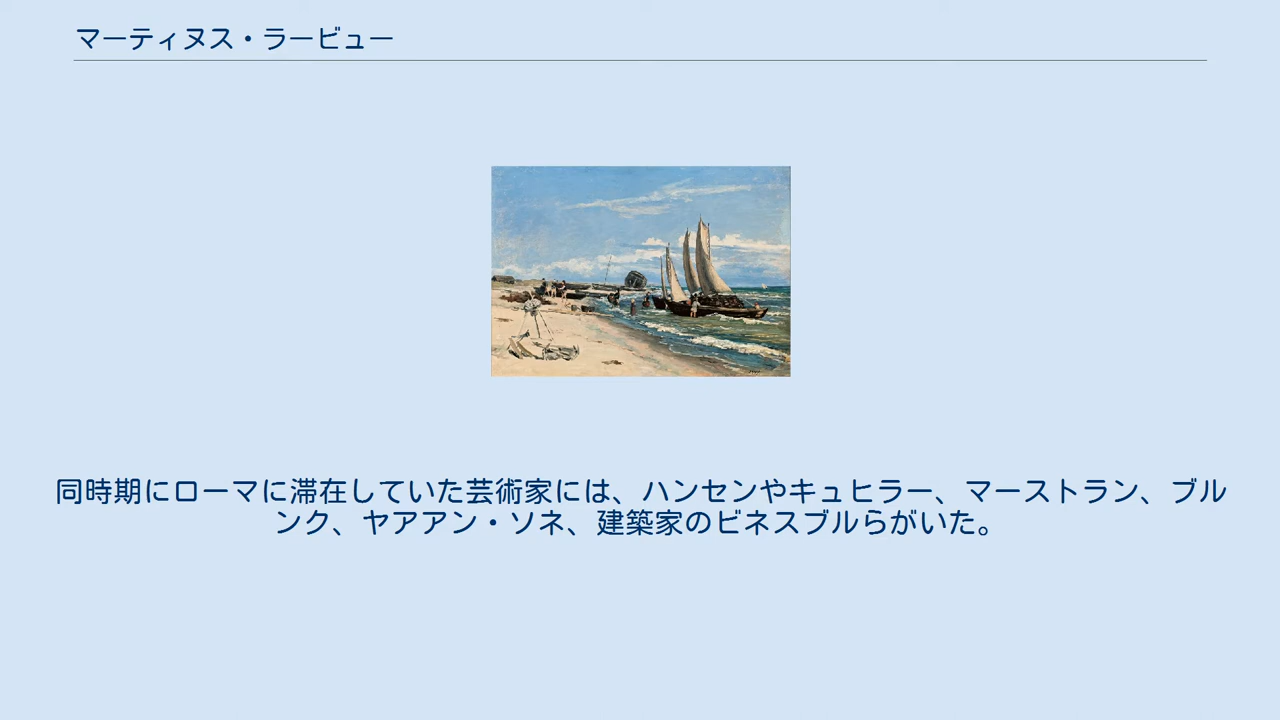 マーティヌス・ラービュー
同時期にローマに滞在していた芸術家には、ハンセンやキュヒラー、マーストラン、ブル
ンク、ヤアアン・ソネ、建築家のビネスブルらがいた。